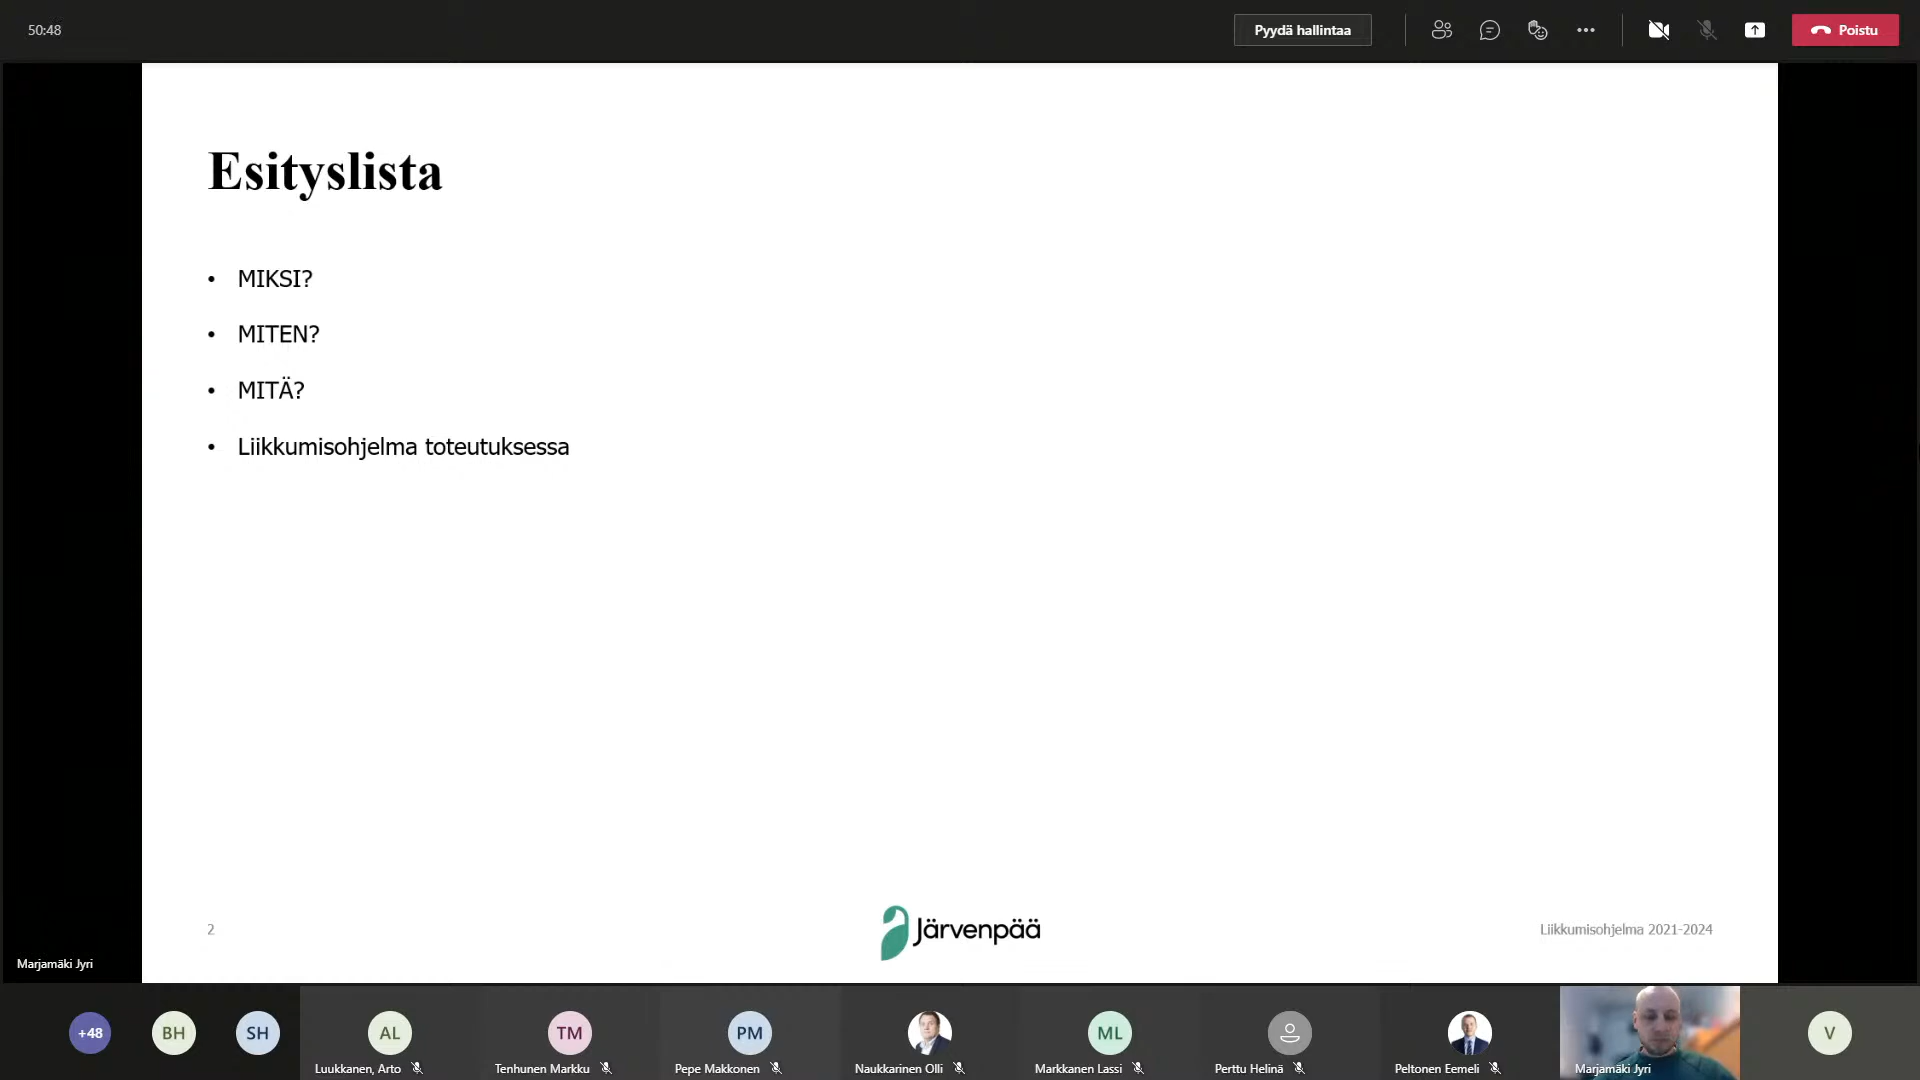 50:48
Pyydä hallintaa
Poistu
Esityslista
• MIKSI?
• MITEN?
• MITÄ?
• Liikkumisohjelma toteutuksessa
2
Järvenpää
Liikkumisohjelma 2021-2024
Marjamäki Jyri
+48
BH
SH
AL
TM
PM
ML
V
Luukkanen, Arto
Tenhunen Markku
Pepe Makkonen
Naukkarinen Olli
Markkanen Lassi
Perttu Helinä
Peltonen Eemeli
Marjamäki Jyri